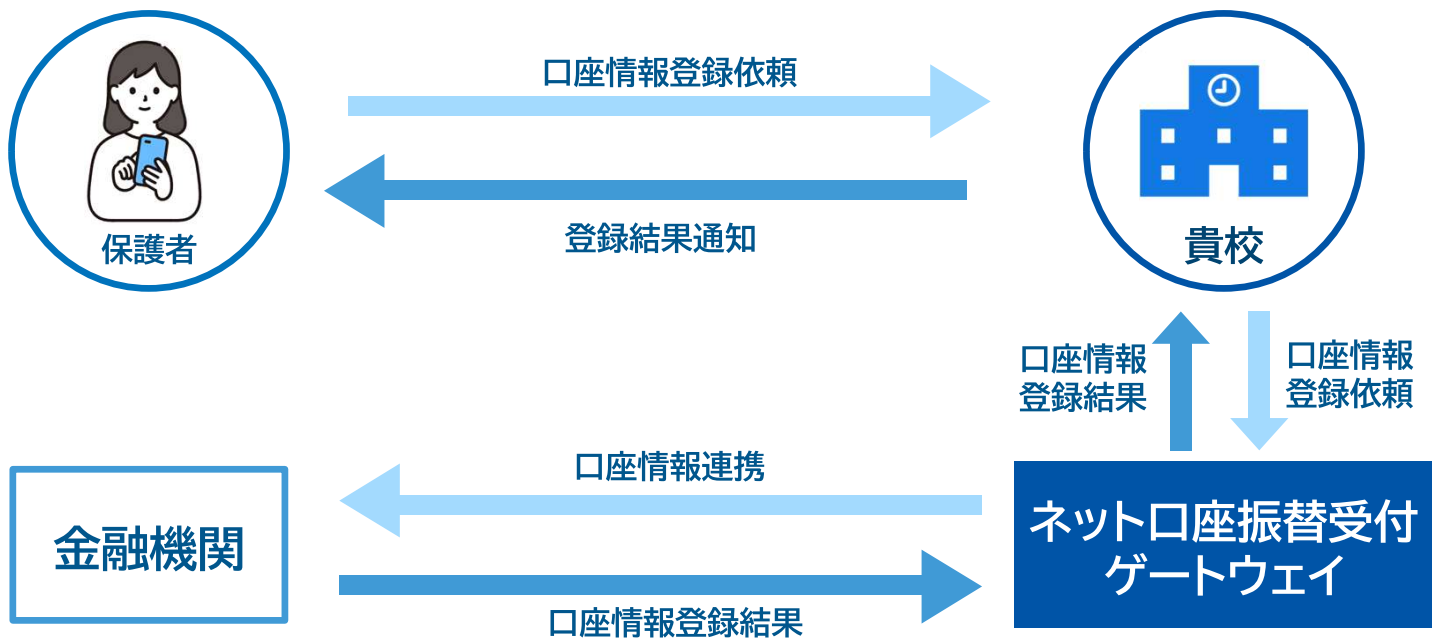 口座情報登録依頼
保護者
登録結果通知
貴校
口座情報
登録結果
口座情報
登録依頼
口座情報連携
金融機関
ネット口座振替受付
ゲートウェイ
口座情報登録結果